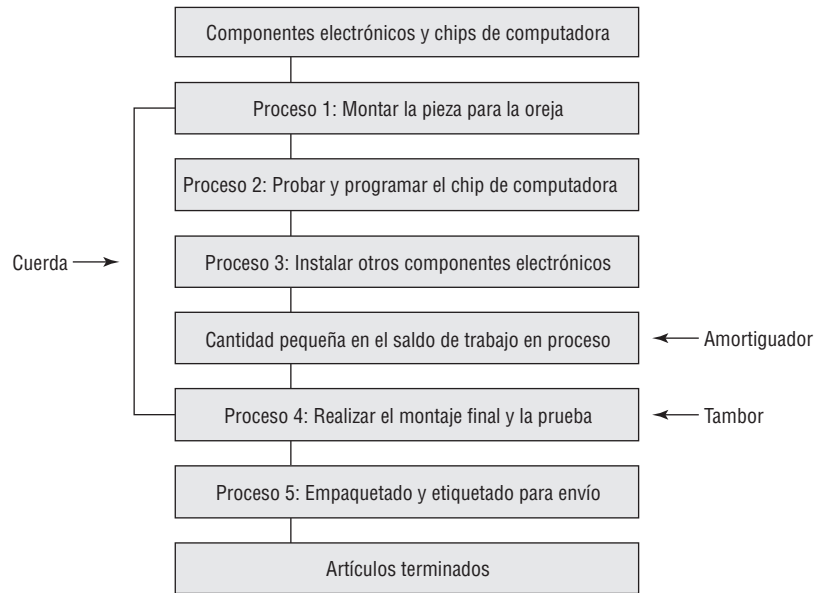 Componentes electrónicos y chips de computadora
Proceso 1: Montar la pieza para la oreja
Proceso 2: Probar y programar el chip de computadora
Cuerda
Proceso 3: Instalar otros componentes electrónicos
Cantidad pequeña en el saldo de trabajo en proceso
Amortiguador
Proceso 4: Realizar el montaje final y la prueba
Tambor
Proceso 5: Empaquetado y etiquetado para envío
Artículos terminados